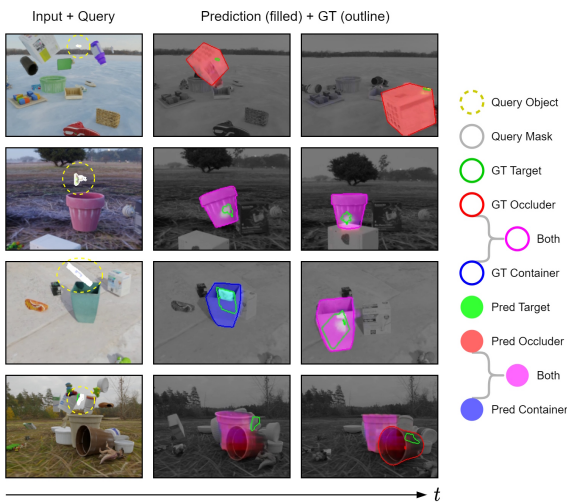 Input + Query
Prediction (filled) + GT (outline)
Query Object
Query Mask
GT Target
GT Occluder
Both
GT Container
Pred Target
Pred Occluder
Both
Pred Container
t